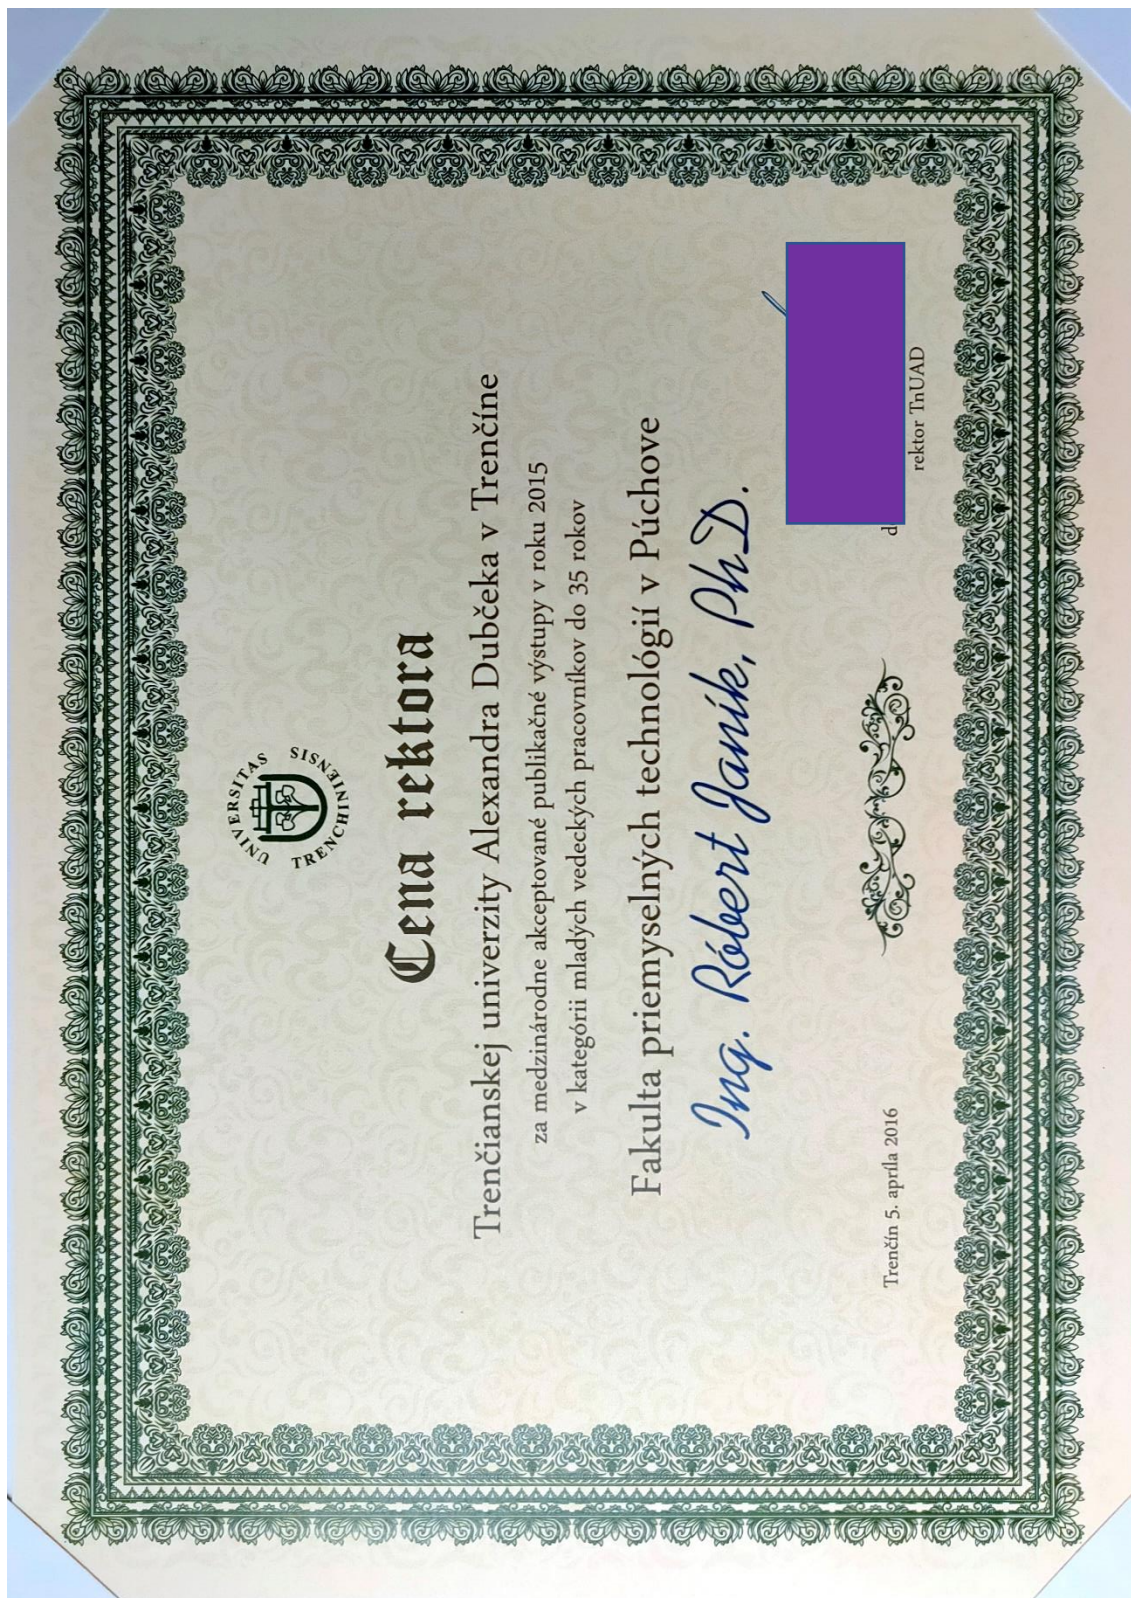 UNIVERSITAS
TRENCHINIENSISNSIS
Cena rektora
Trenčianskej univerzity Alexandra Dubčeka v Trenčíne
za medzinárodne akceptované publikačné výstupy v roku 2015
v kategórii mladých vedeckých pracovníkov do 35 rokov
Fakulta priemyselných technológií v Púchove
Ing. Róbert Janík, PhD.
Trenčín 5. apríla 2016
rektor TnUAD